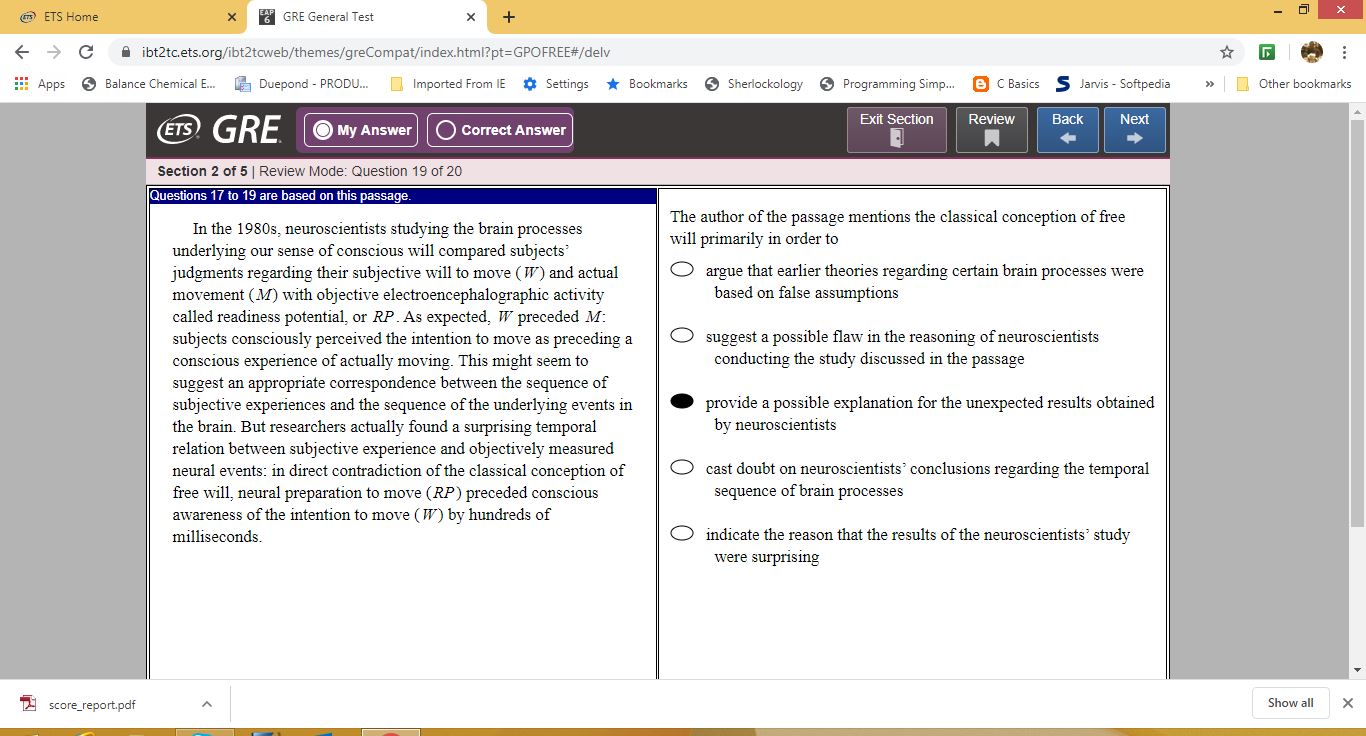 ETS Home
EAP 6 GRE General Test
ibt2tc.ets.org/ibt2tcweb/themes/greCompat/index.html?pt=GPOFREE#/delv
Apps Balance Chemical E... Duepond - PRODU... Imported From IE Settings Bookmarks Sherlockology Programming Simp... C Basics Jarvis - Softpedia » Other bookmarks
ETS GRE My Answer Correct Answer Exit Section Review Back Next
Section 2 of 5 | Review Mode: Question 19 of 20
Questions 17 to 19 are based on this passage.
In the 1980s, neuroscientists studying the brain processes
underlying our sense of conscious will compared subjects’
judgments regarding their subjective will to move (W) and actual
movement (M) with objective electroencephalographic activity
called readiness potential, or RP. As expected, W preceded M:
subjects consciously perceived the intention to move as preceding a
conscious experience of actually moving. This might seem to
suggest an appropriate correspondence between the sequence of
subjective experiences and the sequence of the underlying events in
the brain. But researchers actually found a surprising temporal
relation between subjective experience and objectively measured
neural events: in direct contradiction of the classical conception of
free will, neural preparation to move (RP) preceded conscious
awareness of the intention to move (W) by hundreds of
milliseconds.
The author of the passage mentions the classical conception of free
will primarily in order to
argue that earlier theories regarding certain brain processes were
based on false assumptions
suggest a possible flaw in the reasoning of neuroscientists
conducting the study discussed in the passage
provide a possible explanation for the unexpected results obtained
by neuroscientists
cast doubt on neuroscientists’ conclusions regarding the temporal
sequence of brain processes
indicate the reason that the results of the neuroscientists’ study
were surprising
score_report.pdf
Show all